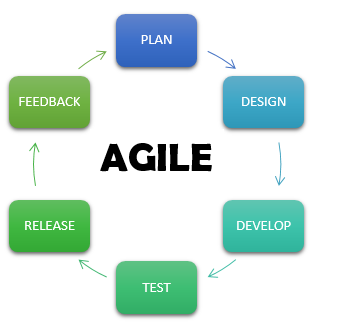 PLAN
DESIGN
DEVELOP
TEST
RELEASE
FEEDBACK
AGILE